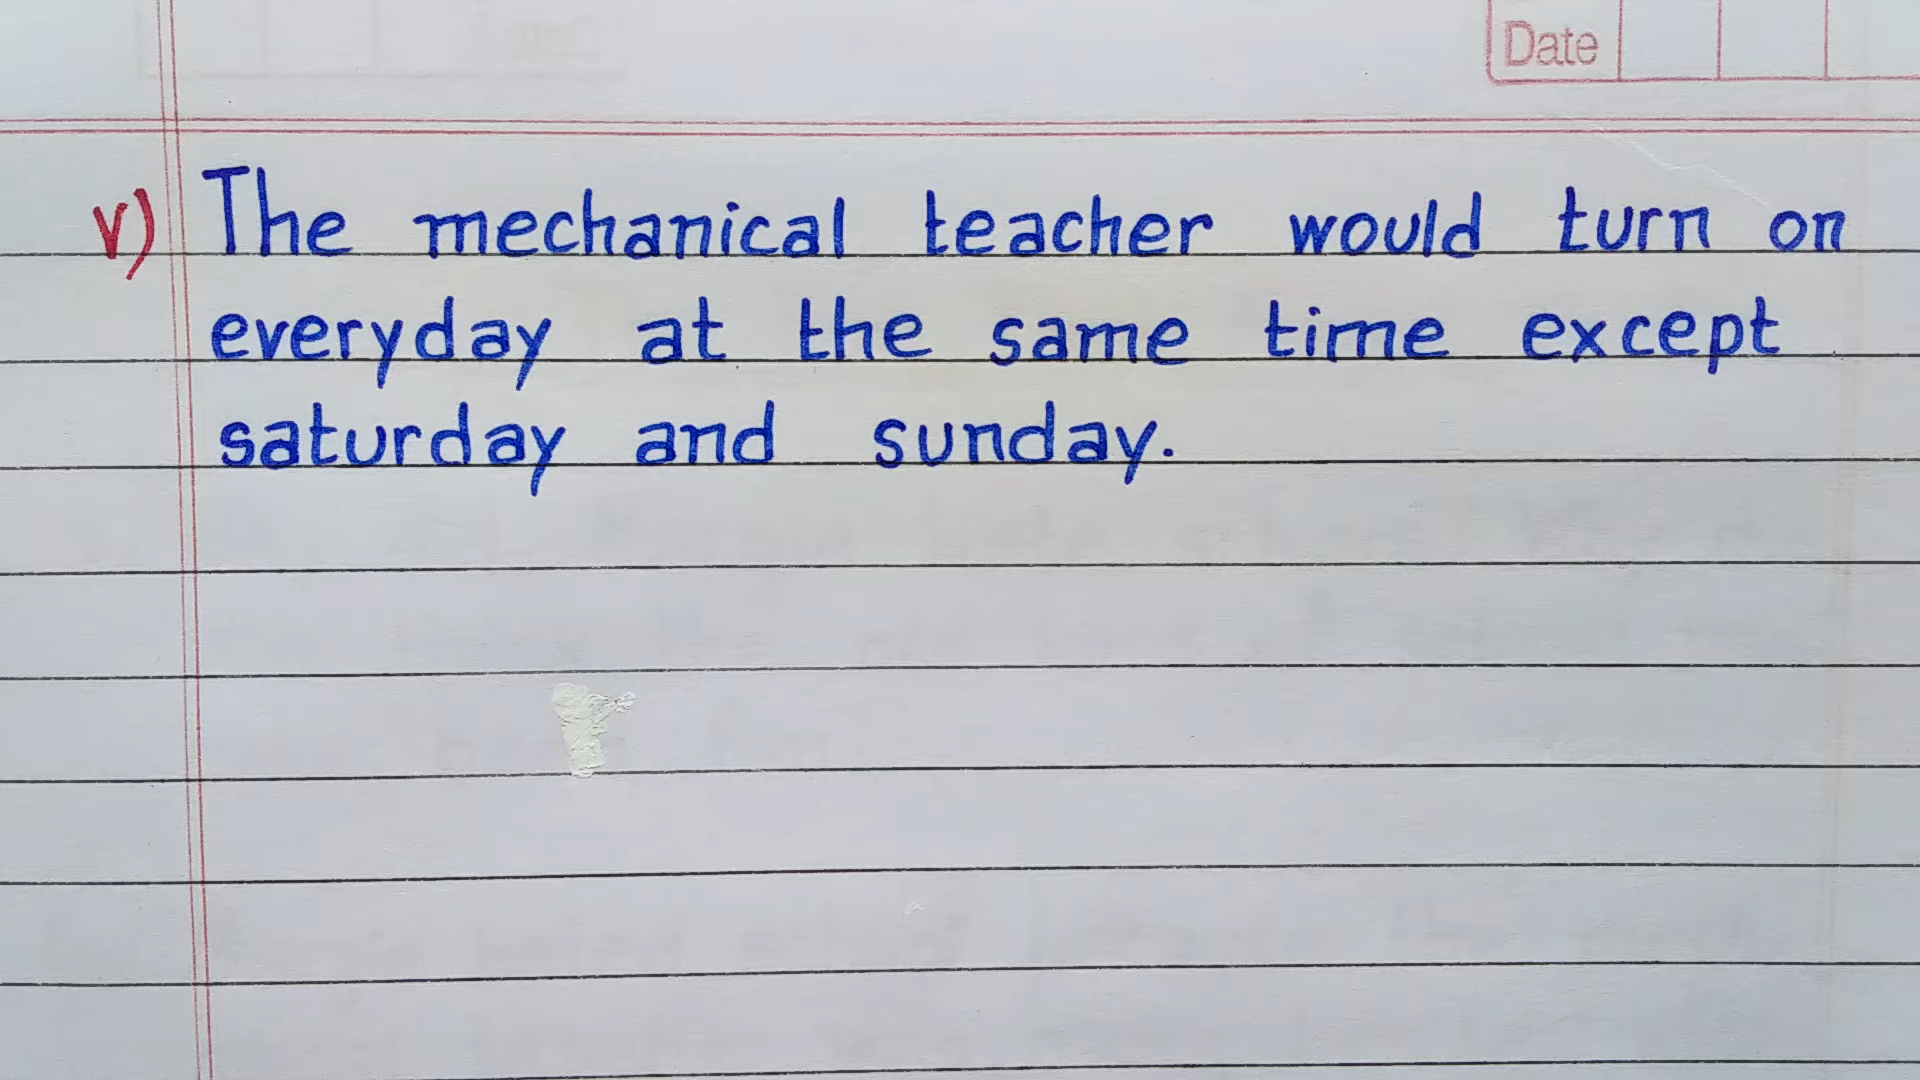 Date
v) The mechanical teacher would turn on
everyday at the same time except
saturday and sunday.